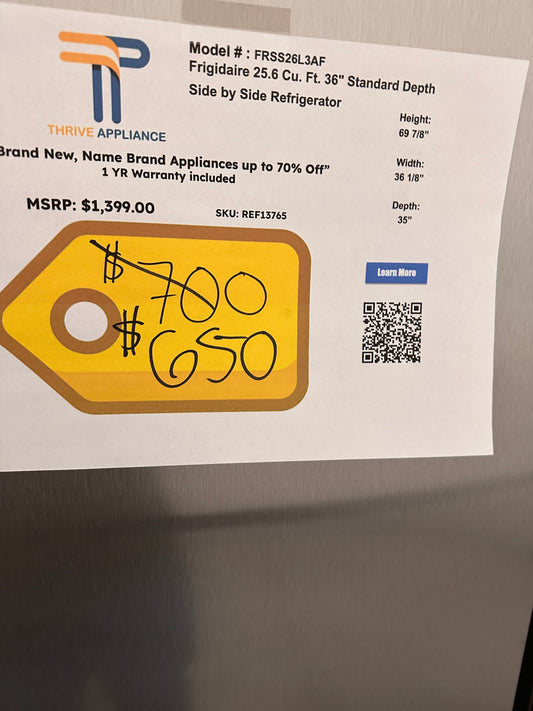 Model # : FRSS26L3AF
Frigidaire 25.6 Cu. Ft. 36" Standard Depth
Side by Side Refrigerator
THRIVE APPLIANCE
Brand New, Name Brand Appliances up to 70% Off”
1 YR Warranty included
MSRP: $1,399.00
SKU: REF13765
Height:
69 7/8"
Width:
36 1/8"
Depth:
35"
Learn More
$700
$650